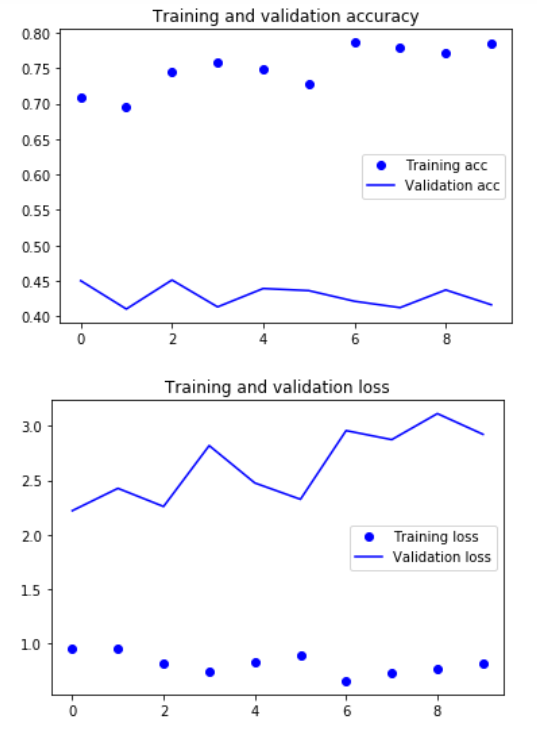 Training and validation accuracy
0.80
0.75
0.70
0.65
0.60
0.55
0.50
0.45
0.40
Training acc
Validation acc
0 2 4 6 8
Training and validation loss
3.0
2.5
2.0
1.5
1.0
Training loss
Validation loss
0 2 4 6 8